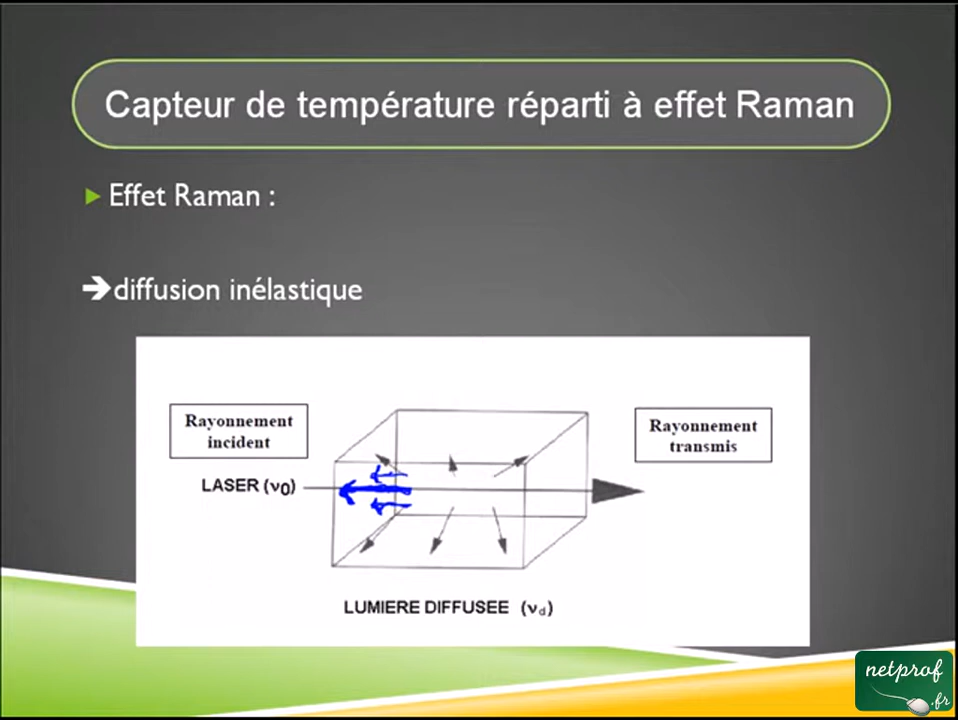 Capteur de température réparti à effet Raman
Effet Raman :
➔diffusion inélastique
Rayonnement
incident
Rayonnement
transmis
LASER (ν0)
LUMIERE DIFFUSEE (νd)
netprof
.fr